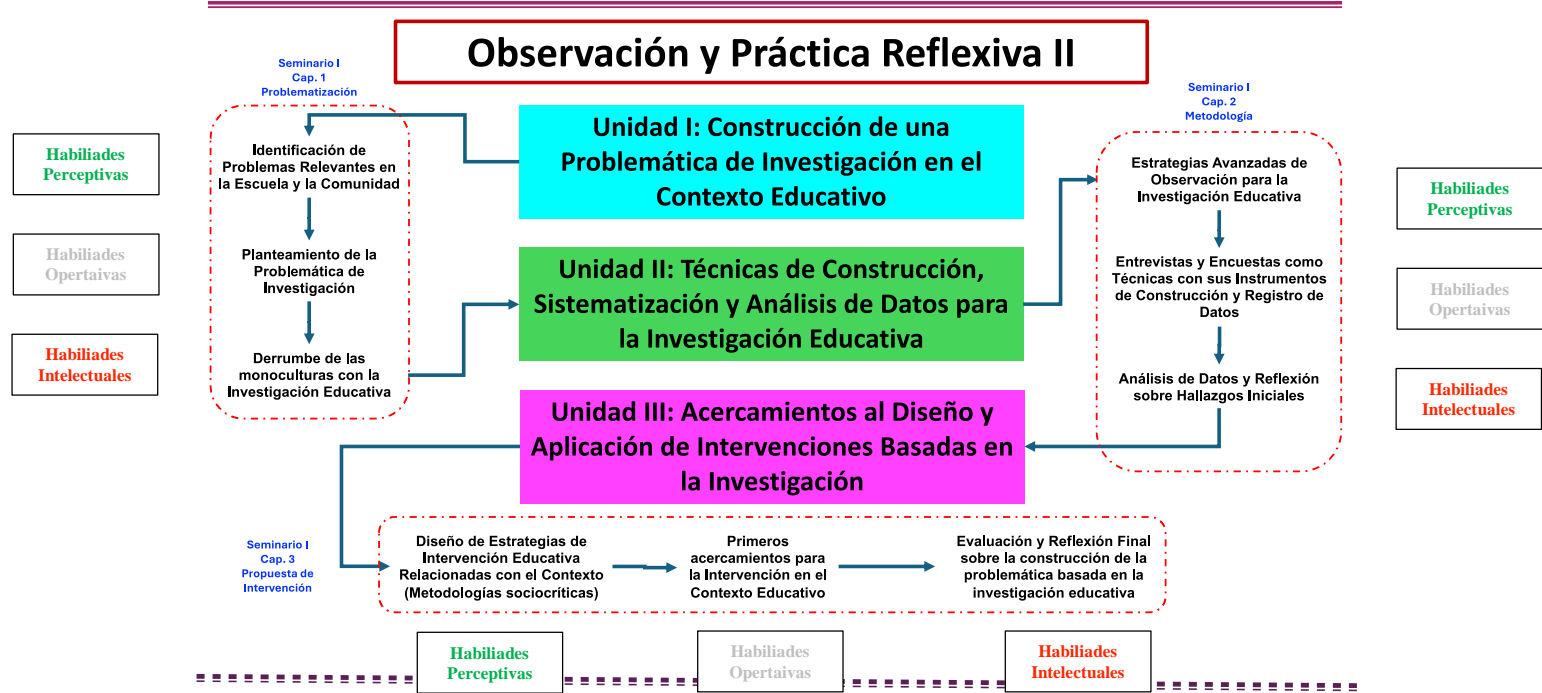 Observación y Práctica Reflexiva II
Seminario I
Cap. 1
Problematización
Identificación de
Problemas Relevantes en
la Escuela y la Comunidad
Planteamiento de la
Problemática de
Investigación
Derrumbe de las
monoculturas con la
Investigación Educativa
Habiliades
Perceptivas
Habiliades
Opertaivas
Habiliades
Intelectuales
Unidad I: Construcción de una
Problemática de Investigación en el
Contexto Educativo
Unidad II: Técnicas de Construcción,
Sistematización y Análisis de Datos para
la Investigación Educativa
Unidad III: Acercamientos al Diseño y
Aplicación de Intervenciones Basadas en
la Investigación
Seminario I
Cap. 2
Metodología
Estrategias Avanzadas de
Observación para la
Investigación Educativa
Entrevistas y Encuestas como
Técnicas con sus Instrumentos
de Construcción y Registro de
Datos
Análisis de Datos y Reflexión
sobre Hallazgos Iniciales
Habiliades
Perceptivas
Habiliades
Opertaivas
Habiliades
Intelectuales
Seminario I
Cap. 3
Propuesta de
Intervención
Diseño de Estrategias de
Intervención Educativa
Relacionadas con el Contexto
(Metodologías sociocríticas)
Primeros
acercamientos para
la Intervención en el
Contexto Educativo
Evaluación y Reflexión Final
sobre la construcción de la
problemática basada en la
investigación educativa
Habiliades
Perceptivas
Habiliades
Opertaivas
Habiliades
Intelectuales